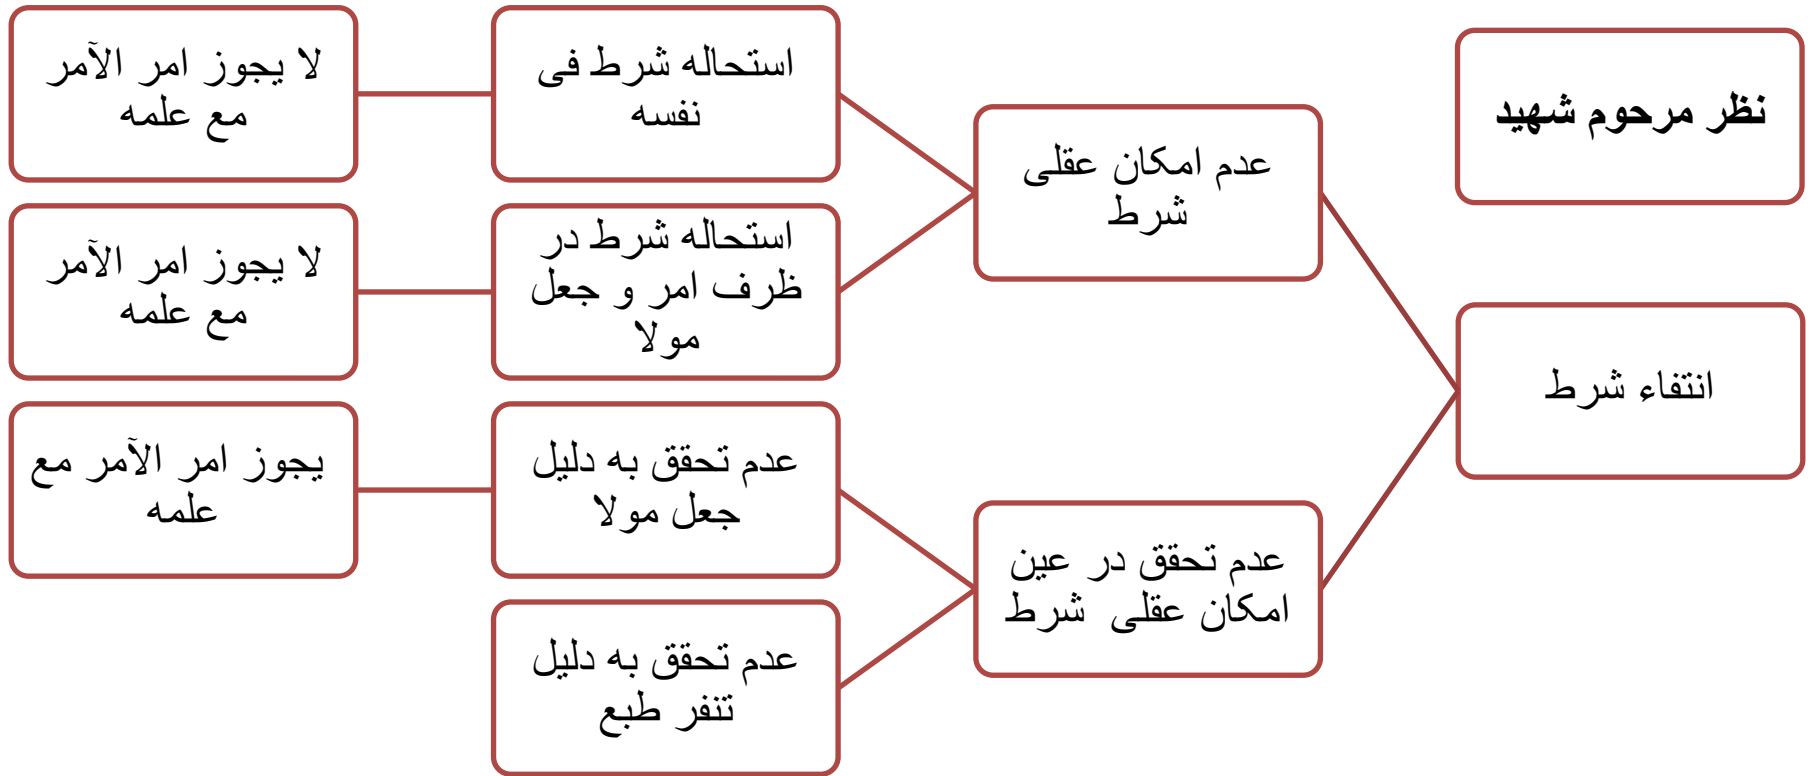 نظر مرحوم شهید
انتفاء شرط
عدم امکان عقلی
شرط
استحاله شرط فی
نفسه
لا یجوز امر الآمر
مع علمه
استحاله شرط در
ظرف امر و جعل
مولا
لا یجوز امر الآمر
مع علمه
عدم تحقق در عین
امکان عقلی شرط
عدم تحقق به دلیل
جعل مولا
یجوز امر الآمر مع
علمه
عدم تحقق به دلیل
تنفر طبع